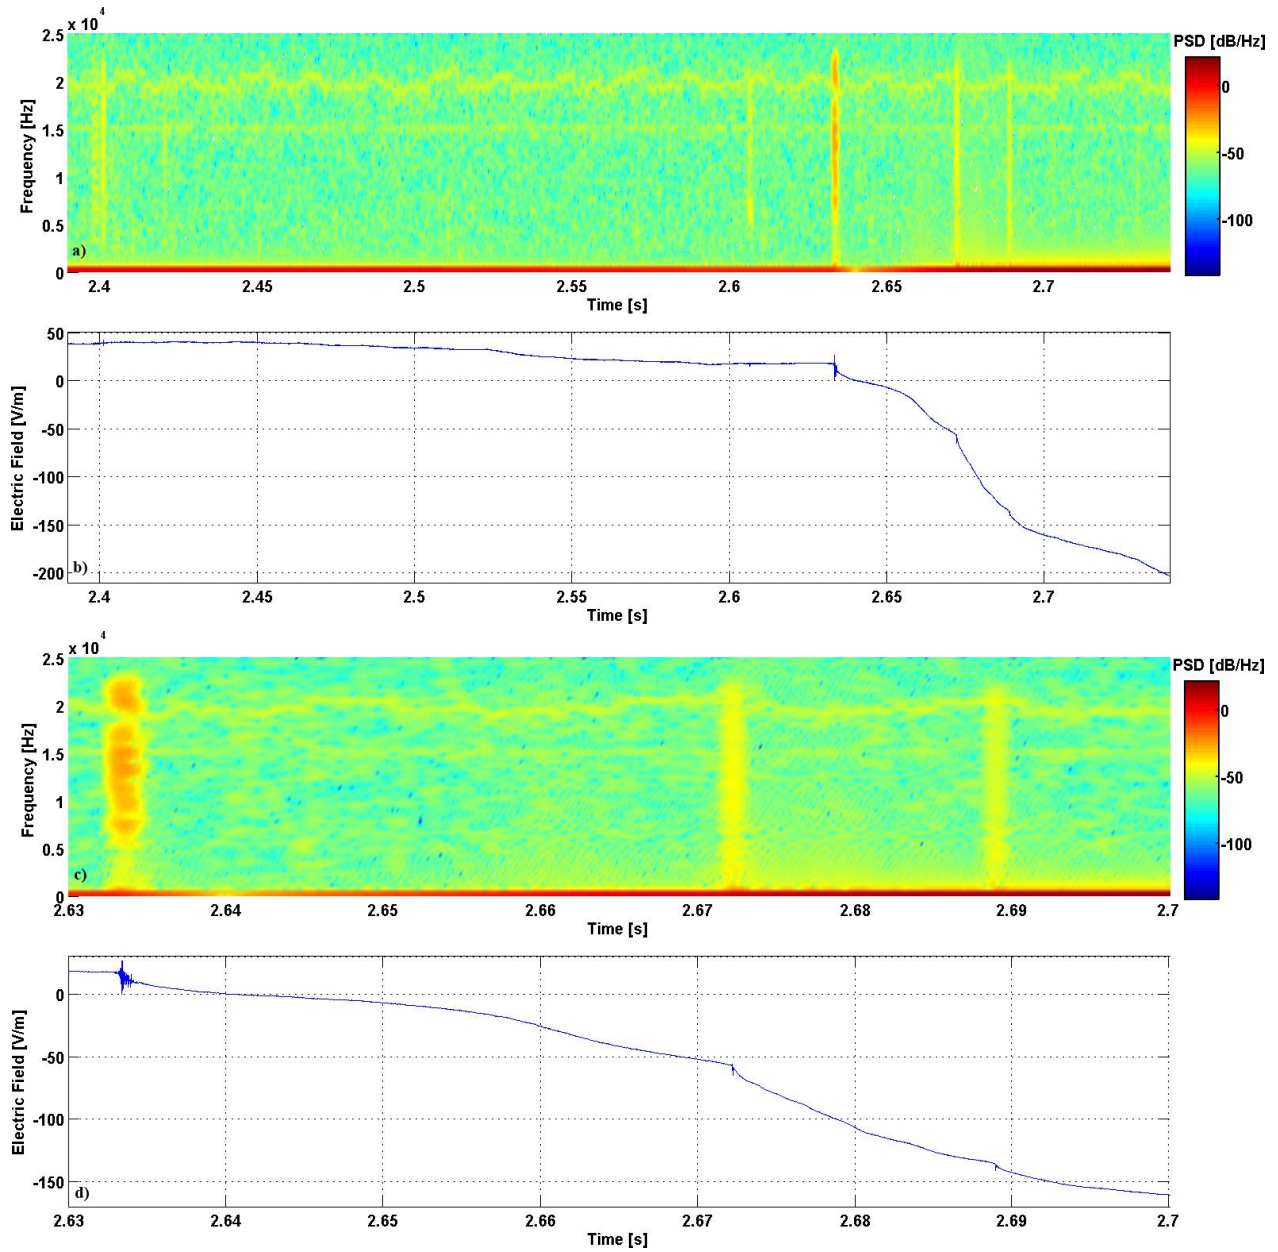 x 10^4
PSD [dB/Hz]
2.5
2
1.5
1
0.5
0
Frequency [Hz]
a)
0
-50
-100
2.4 2.45 2.5 2.55 2.6 2.65 2.7
Time [s]
50
0
-50
-100
-150
-200
Electric Field [V/m]
b)
2.4 2.45 2.5 2.55 2.6 2.65 2.7
Time [s]
x 10^4
PSD [dB/Hz]
2.5
2
1.5
1
0.5
0
Frequency [Hz]
c)
0
-50
-100
2.63 2.64 2.65 2.66 2.67 2.68 2.69 2.7
Time [s]
0
-50
-100
-150
Electric Field [V/m]
d)
2.63 2.64 2.65 2.66 2.67 2.68 2.69 2.7
Time [s]